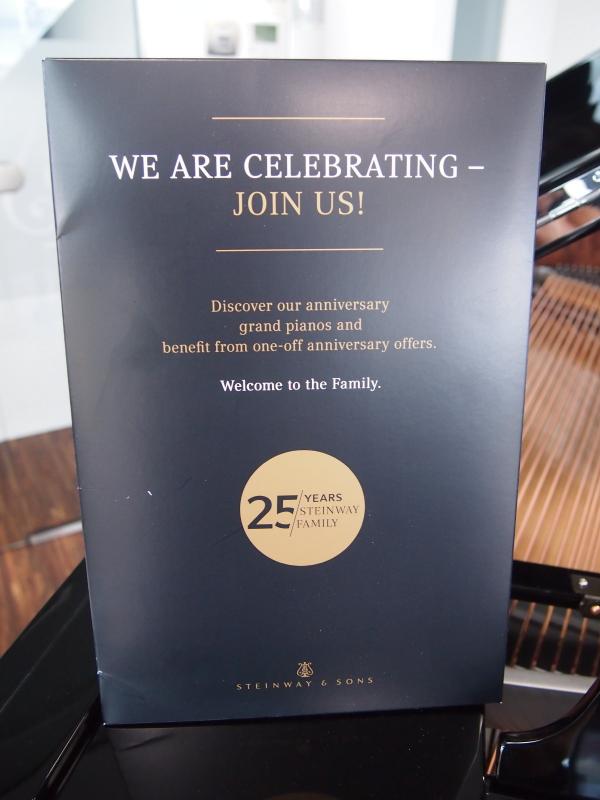 WE ARE CELEBRATING –
JOIN US!
Discover our anniversary
grand pianos and
benefit from one-off anniversary offers.
Welcome to the Family.
25 YEARS
STEINWAY
FAMILY
STEINWAY & SONS